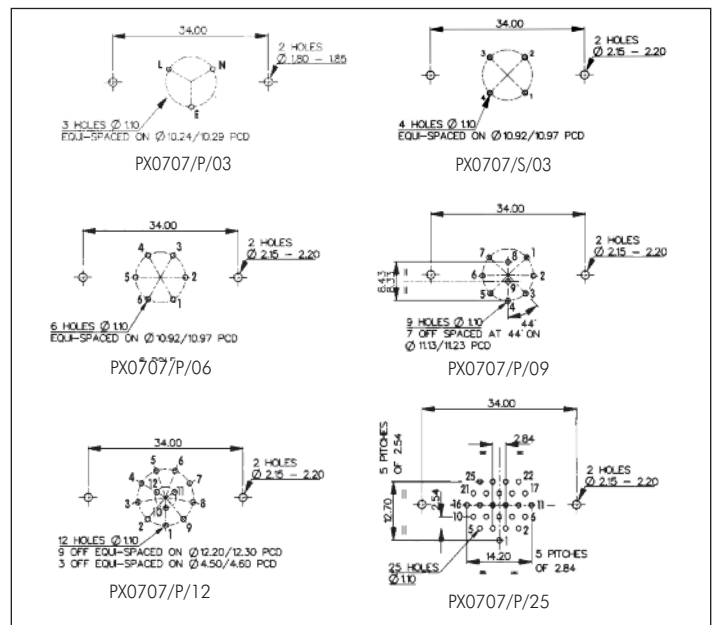 34.00
2 HOLES
Ø 1.80 – 1.85
L
N
E
3 HOLES Ø 1.10
EQUI-SPACED ON Ø 10.24/10.29 PCD
PX0707/P/03
34.00
2 HOLES
Ø 2.15 – 2.20
3
2
4
1
4 HOLES Ø 1.10
EQUI-SPACED ON Ø 10.92/10.97 PCD
PX0707/S/03
34.00
2 HOLES
Ø 2.15 – 2.20
4
3
5
2
6
1
6 HOLES Ø 1.10
EQUI-SPACED ON Ø 10.92/10.97 PCD
PX0707/P/06
34.00
2 HOLES
Ø 2.15 – 2.20
7
8
1
6
2
9
5
3
4
6.43
44°
9 HOLES Ø 1.10
7 OFF SPACED AT 44° ON
Ø 11.13/11.23 PCD
PX0707/P/09
34.00
2 HOLES
Ø 2.15 – 2.20
5
6
4
7
12
11
3
8
10
2
9
1
12 HOLES Ø 1.10
9 OFF EQUI-SPACED ON Ø 12.20/12.30 PCD
3 OFF EQUI-SPACED ON Ø 4.50/4.60 PCD
PX0707/P/12
34.00
2.84
5 PITCHES
OF 2.54
2 HOLES
Ø 2.15 – 2.20
25
22
21
17
16
11
10
6
5
2
1
12.70
2.54
14.20
5 PITCHES
OF 2.84
25 HOLES
Ø 1.10
PX0707/P/25